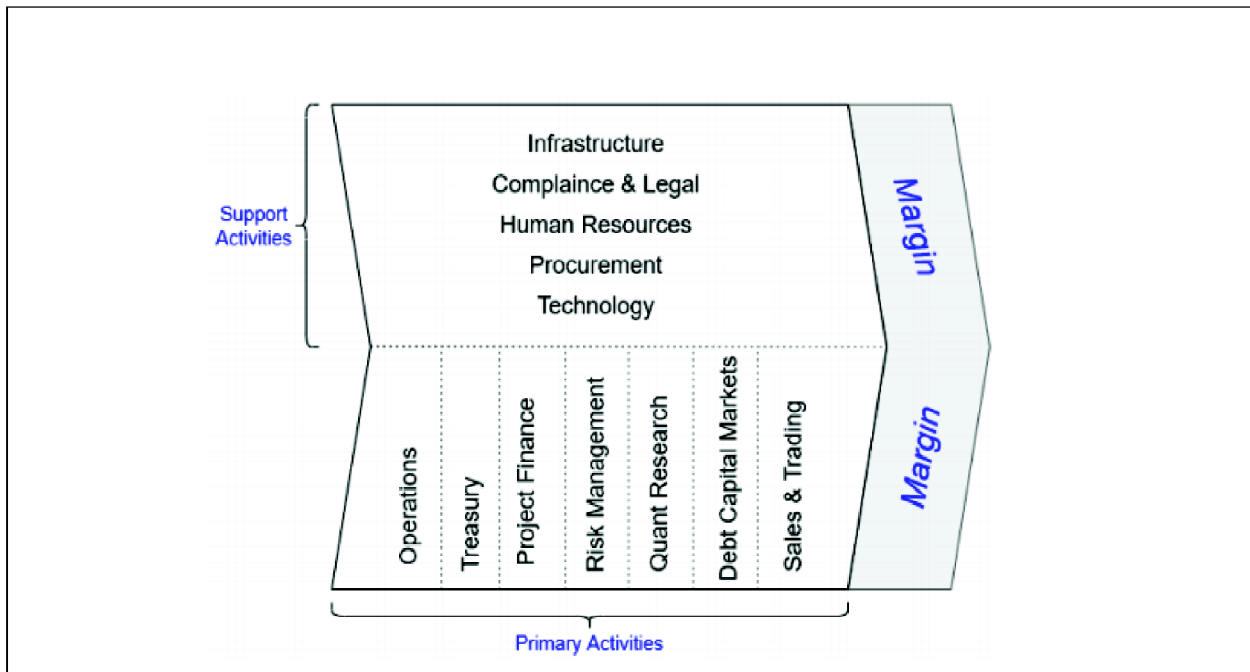 Infrastructure
Complaince & Legal
Human Resources
Procurement
Technology
Support
Activities
Margin
Margin
Operations
Treasury
Project Finance
Risk Management
Quant Research
Debt Capital Markets
Sales & Trading
Primary Activities